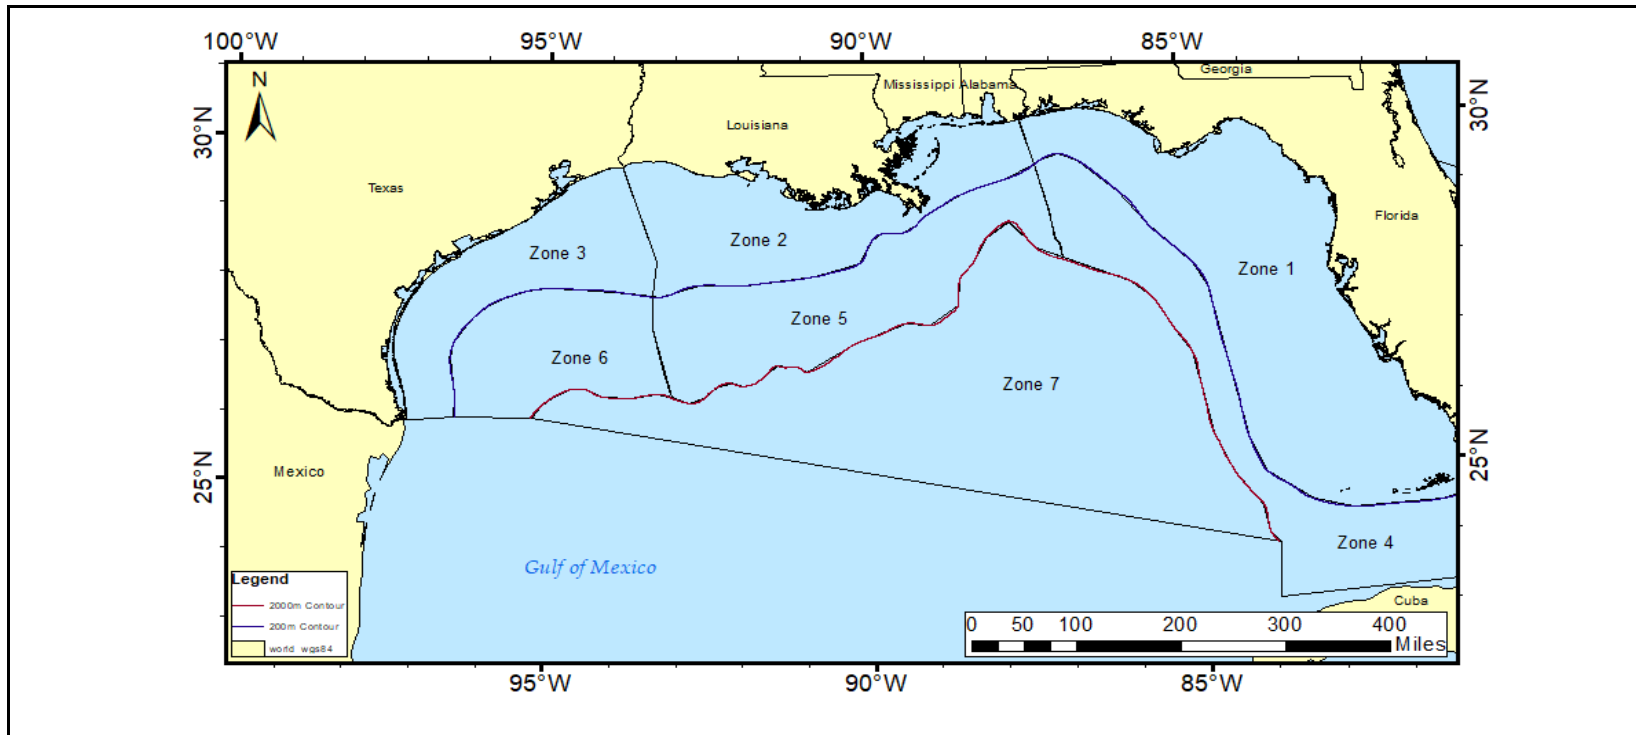 100°W
95°W
90°W
85°W
N
Georgia
Mississippi
Alabama
30°N
30°N
Louisiana
Texas
Florida
Zone 2
Zone 3
Zone 1
Zone 5
Zone 6
Zone 7
25°N
25°N
Mexico
Zone 4
Gulf of Mexico
Legend
2000m Contour
200m Contour
world_wgs84
Cuba
0 50 100 200 300 400
Miles
95°W
90°W
85°W